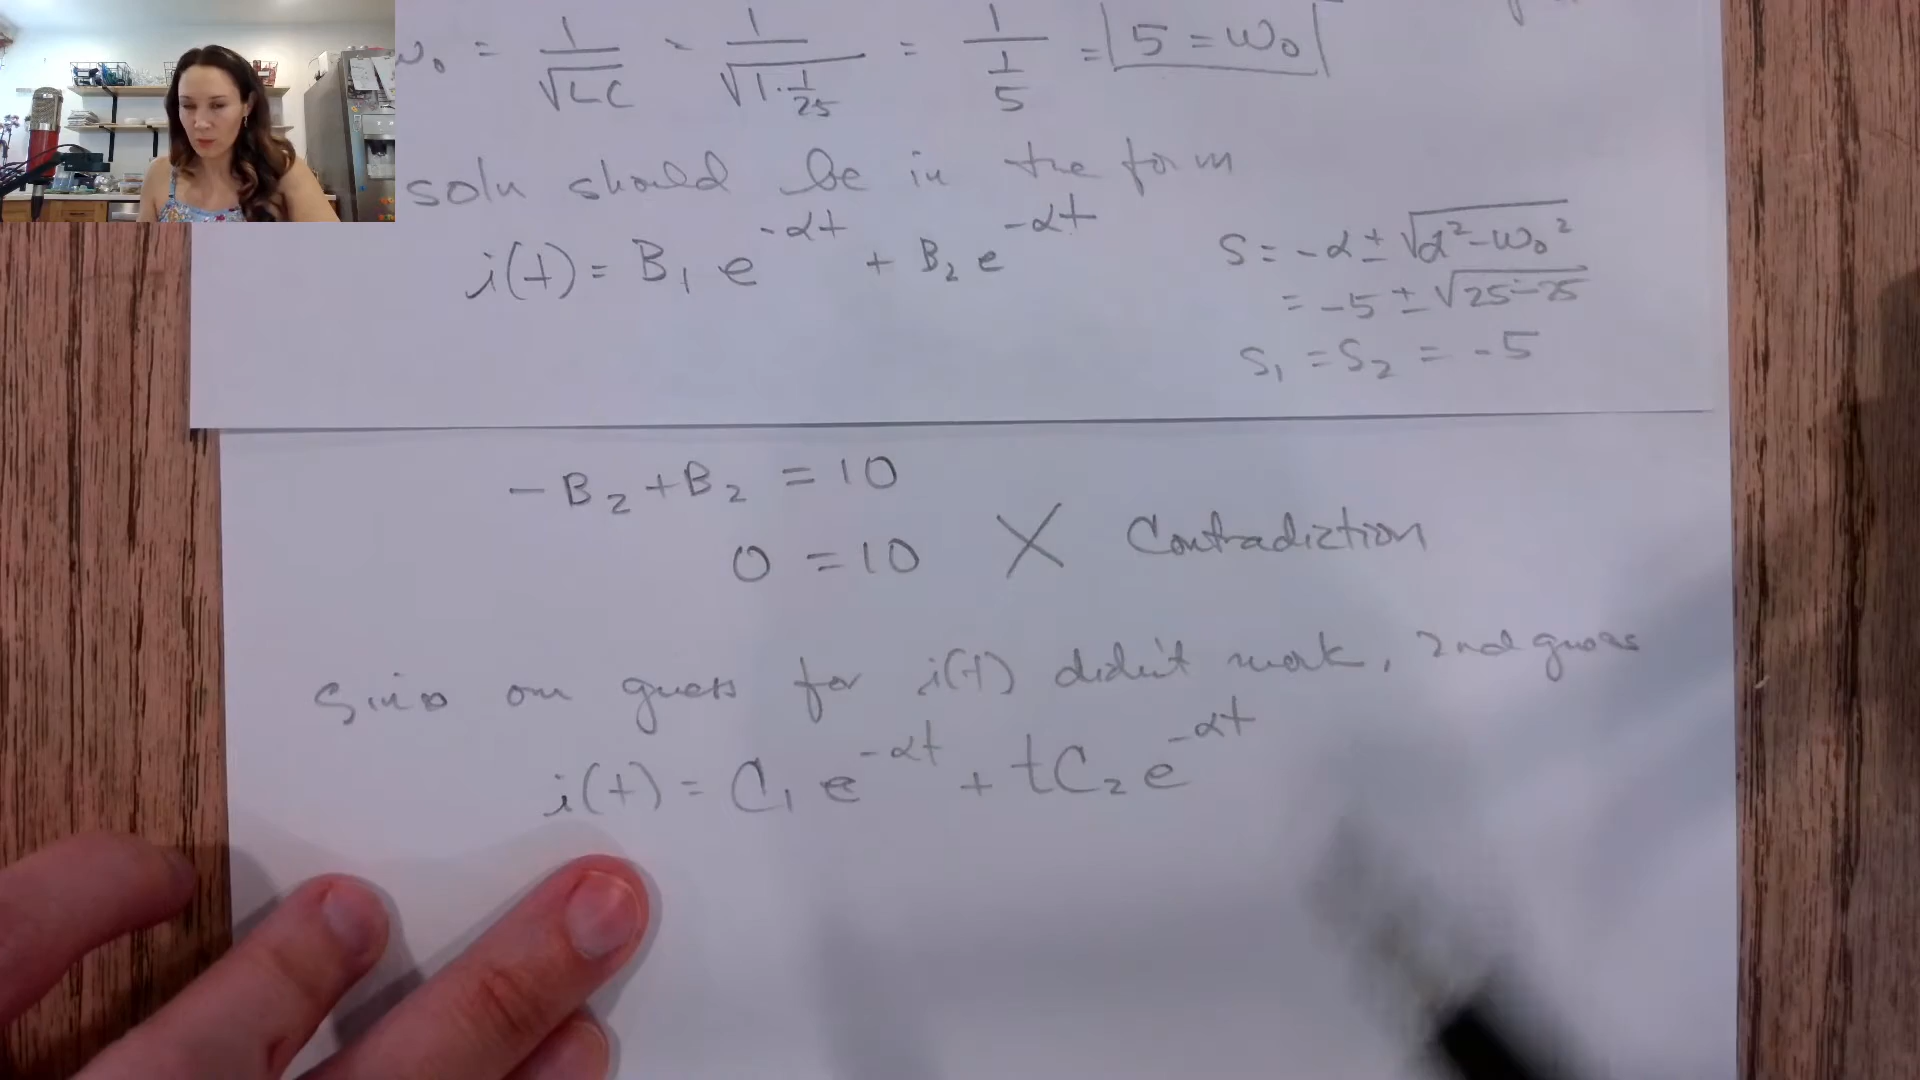 ω₀ = 1/√LC = 1/√(1·1/25) = 1/(1/5) = 5 = ω₀
soln should be in the form
i(t) = B₁ e^(-αt) + B₂ e^(-αt)
S = -α ± √(α²-ω₀²)
= -5 ± √(25-25)
S₁ = S₂ = -5
-B₂ + B₂ = 10
0 = 10 X Contradiction
Since our guess for i(t) didn't work, 2nd guess
i(t) = C₁ e^(-αt) + tC₂ e^(-αt)